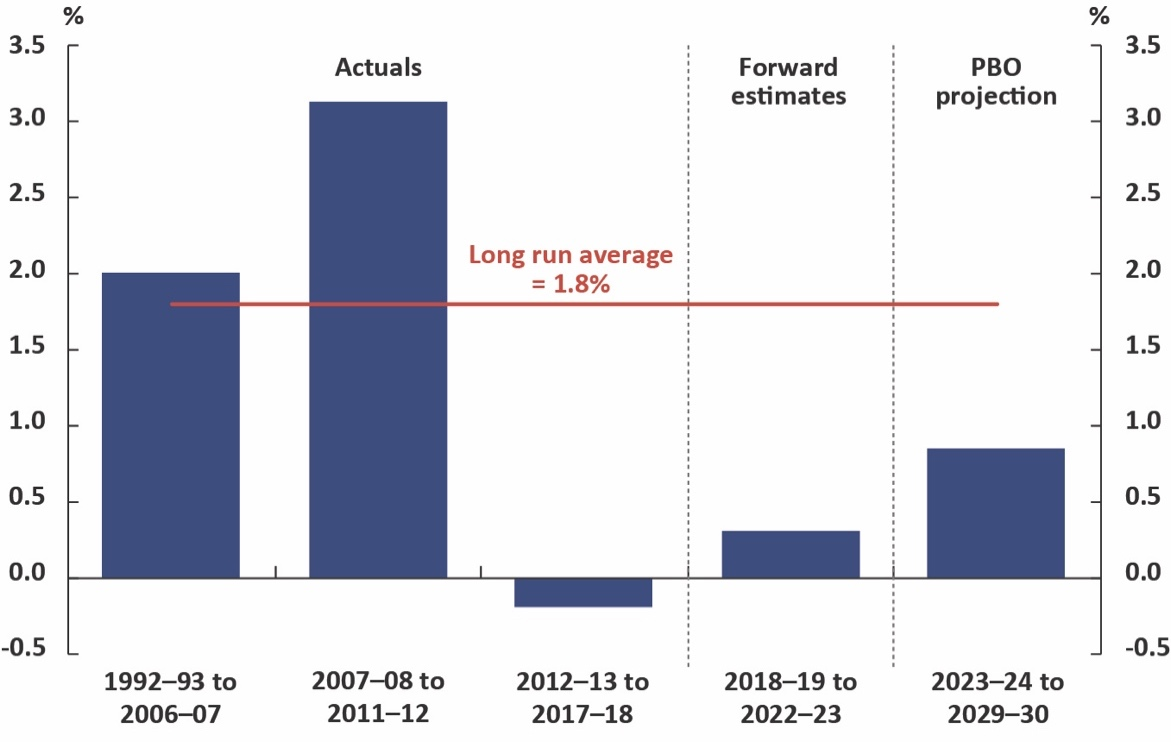 %
%
3.5
3.0
2.5
2.0
1.5
1.0
0.5
0.0
-0.5
Actuals
Forward
estimates
PBO
projection
Long run average
= 1.8%
3.5
3.0
2.5
2.0
1.5
1.0
0.5
0.0
-0.5
1992–93 to
2006–07
2007–08 to
2011–12
2012–13 to
2017–18
2018–19 to
2022–23
2023–24 to
2029–30